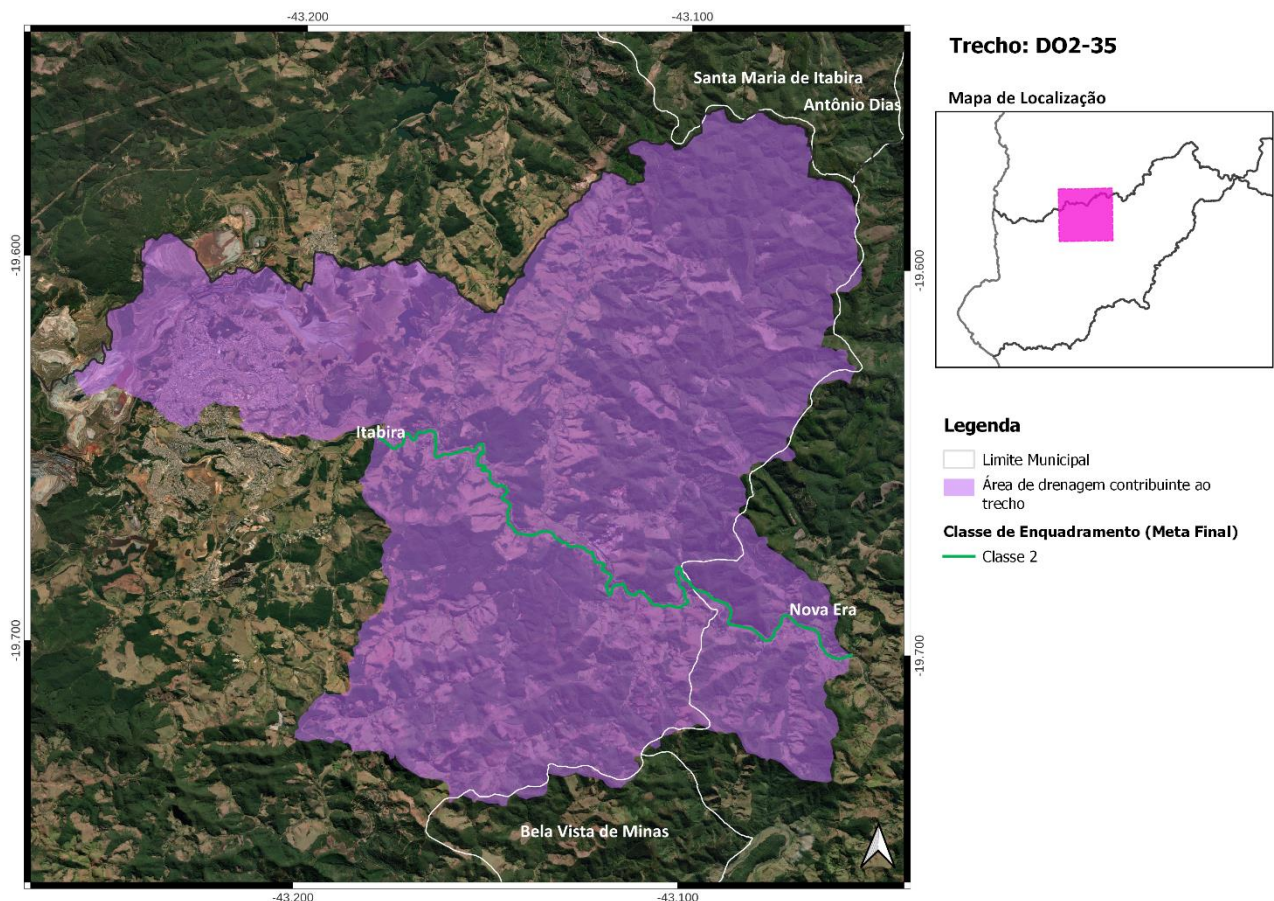 -43.200
-43.100
Trecho: DO2-35
Santa Maria de Itabira
Antônio Dias
Mapa de Localização
-19.600
-19.600
Itabira
Legenda
Limite Municipal
Área de drenagem contribuinte ao
trecho
Classe de Enquadramento (Meta Final)
Classe 2
Nova Era
-19.700
-19.700
Bela Vista de Minas
-43.200
-43.100